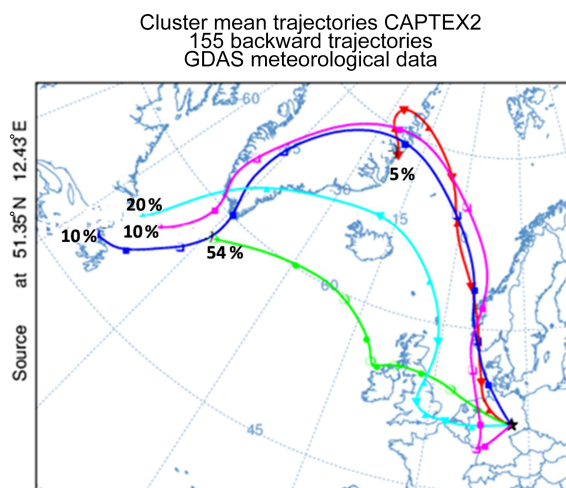 Cluster mean trajectories CAPTEX2
155 backward trajectories
GDAS meteorological data
Source at 51.35°N 12.43°E
60
5%
20%
10%
10%
54%
15
60
45